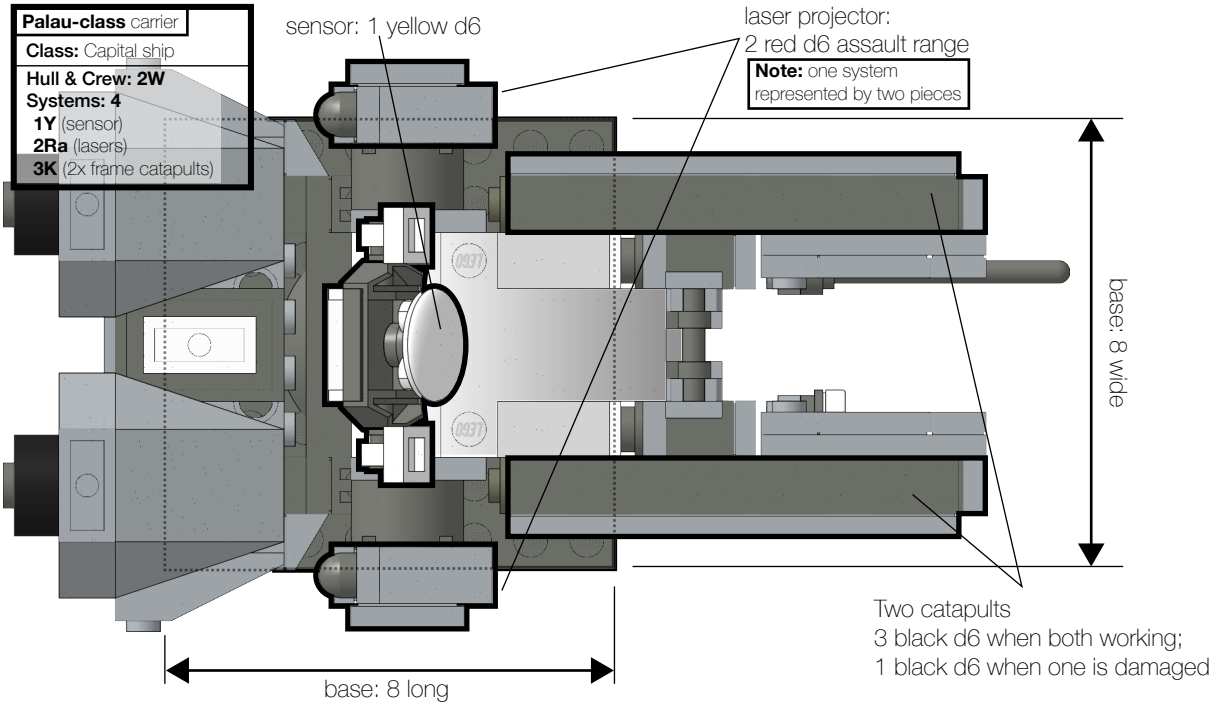 Palau-class carrier
Class: Capital ship
Hull & Crew: 2W
Systems: 4
1Y (sensor)
2Ra (lasers)
3K (2x frame catapults)
sensor: 1 yellow d6
laser projector:
2 red d6 assault range
Note: one system
represented by two pieces
LEGO
LEGO
base: 8 wide
Two catapults
3 black d6 when both working;
1 black d6 when one is damaged
base: 8 long